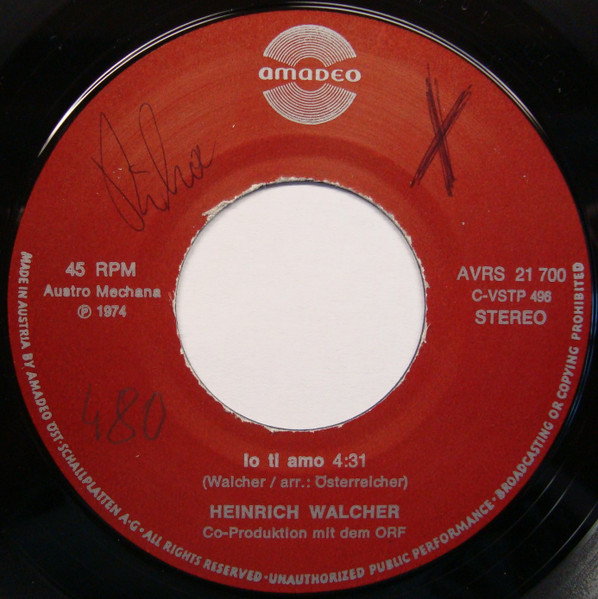 amadeo
45 RPM
Austro Mechana
Ⓟ 1974
AVRS 21 700
C-VSTP 496
STEREO
480
Io ti amo 4:31
(Walcher / arr.: Österreicher)
HEINRICH WALCHER
Co-Produktion mit dem ORF
MADE IN AUSTRIA BY AMADEO ÖST·SCHALLPLATTEN A·G·ALL RIGHTS RESERVED·UNAUTHORIZED PUBLIC PERFORMANCE·BROADCASTING OR COPYING PROHIBITED